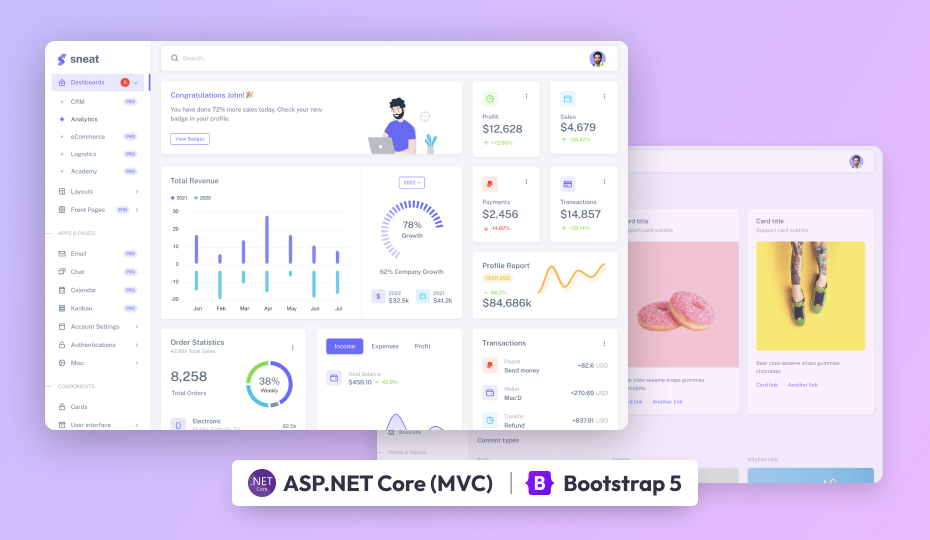 sneat
Search...
Dashboards 5
CRM PRO
Analytics
eCommerce PRO
Logistics PRO
Academy PRO
Layouts
Front Pages PRO
APPS & PAGES
Email PRO
Chat PRO
Calendar PRO
Kanban PRO
Account Settings
Authentications
Misc
COMPONENTS
Cards
User interface
Congratulations John! 🎉
You have done 72% more sales today. Check your new
badge in your profile.
View Badges
Profit
$12,628
+72.80%
Sales
$4,679
+28.42%
Total Revenue
2021 2020
30
20
10
0
-10
-20
Jan Feb Mar Apr May Jun Jul
2022
78%
Growth
62% Company Growth
2022
$32.5k
2021
$41.2k
Payments
$2,456
-14.82%
Transactions
$14,857
+28.14%
Profile Report
YEAR 2021
68.2%
$84,686k
Order Statistics
42.82k Total Sales
8,258
Total Orders
38%
Weekly
Electronic
82.5k
Income Expenses Profit
Total Balance
$459.10 42.9%
Transactions
Paypal
Send money
+82.6 USD
Wallet
Mac'D
+270.69 USD
Transfer
Refund
+637.91 USD
Card title
Support card subtitle
Bear claw sesame snaps gummies
chocolate.
Card link Another link
Card title
Support card subtitle
Bear claw sesame snaps gummies
chocolate.
Card link Another link
FORMS & TABLES
Content types
Kitchen sink
.NET
Core
ASP.NET Core (MVC)
B
Bootstrap 5